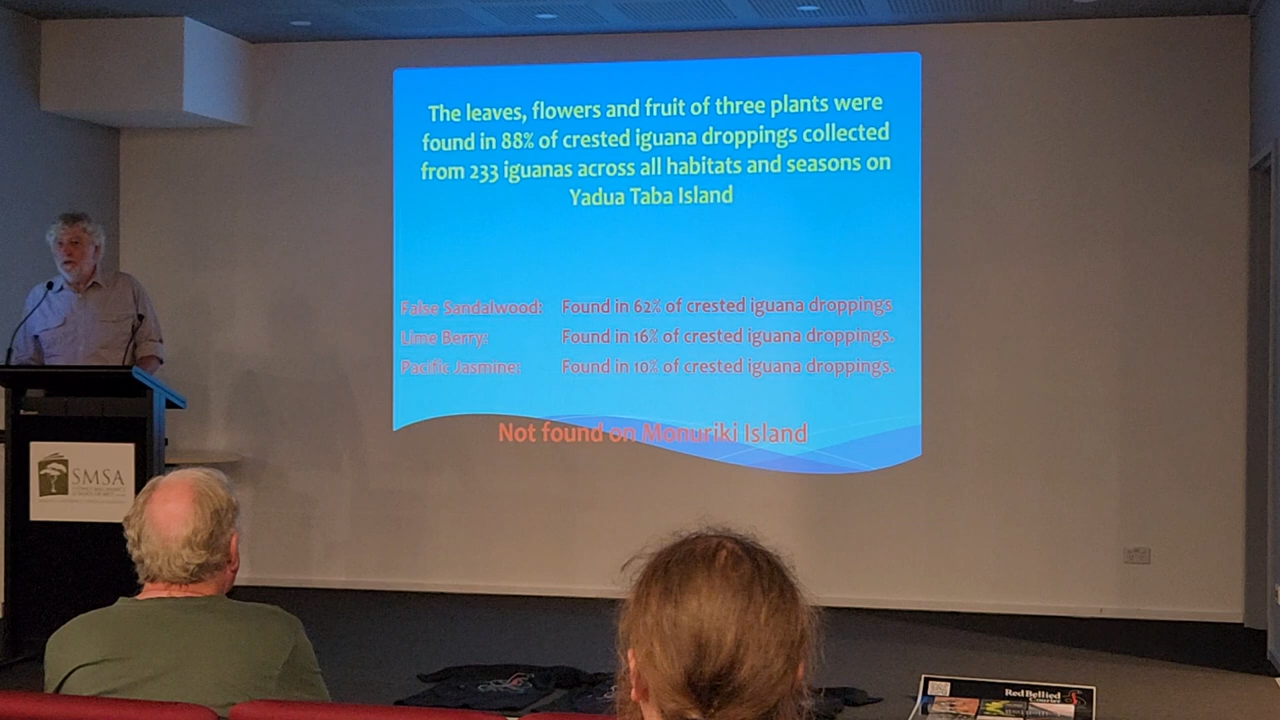 The leaves, flowers and fruit of three plants were
found in 88% of crested iguana droppings collected
from 233 iguanas across all habitats and seasons on
Yadua Taba Island
False Sandalwood: Found in 62% of crested iguana droppings
Lime Berry: Found in 16% of crested iguana droppings.
Pacific Jasmine: Found in 10% of crested iguana droppings.
Not found on Monuriki Island
SMSA
Red Bellied
Courier